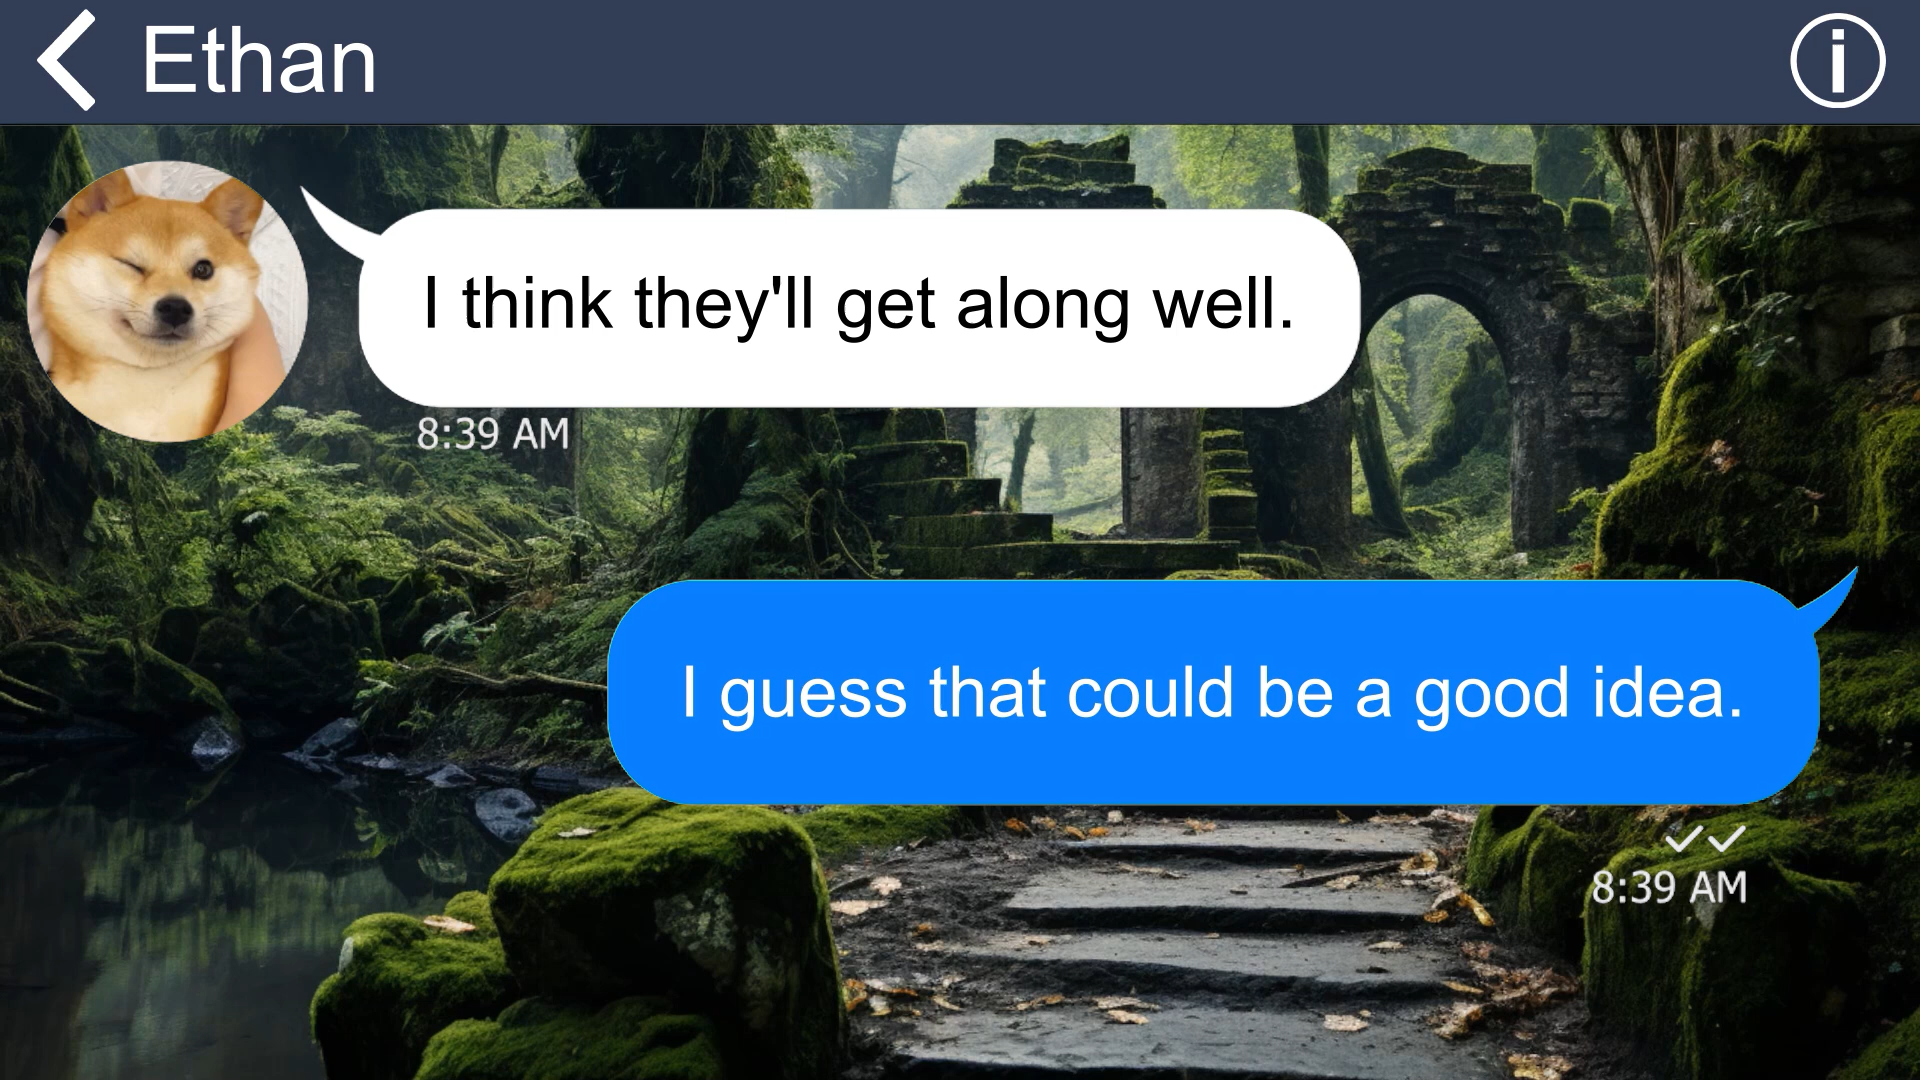 Ethan
I think they'll get along well.
8:39 AM
I guess that could be a good idea.
8:39 AM